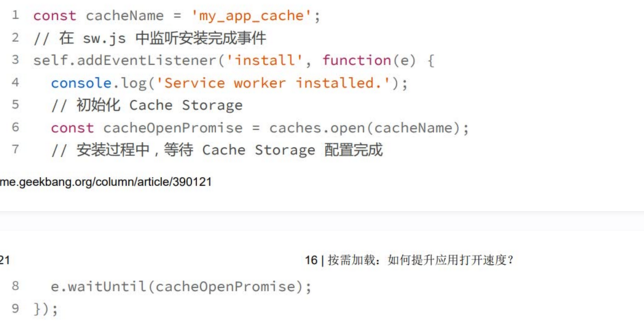 1 const cacheName = 'my_app_cache';
2 // 在 sw.js 中监听安装完成事件
3 self.addEventListener('install', function(e) {
4   console.log('Service worker installed.');
5   // 初始化 Cache Storage
6   const cacheOpenPromise = caches.open(cacheName);
7   // 安装过程中，等待 Cache Storage 配置完成
me.geekbang.org/column/article/390121
21 16 | 按需加载：如何提升应用打开速度？
8   e.waitUntil(cacheOpenPromise);
9 });